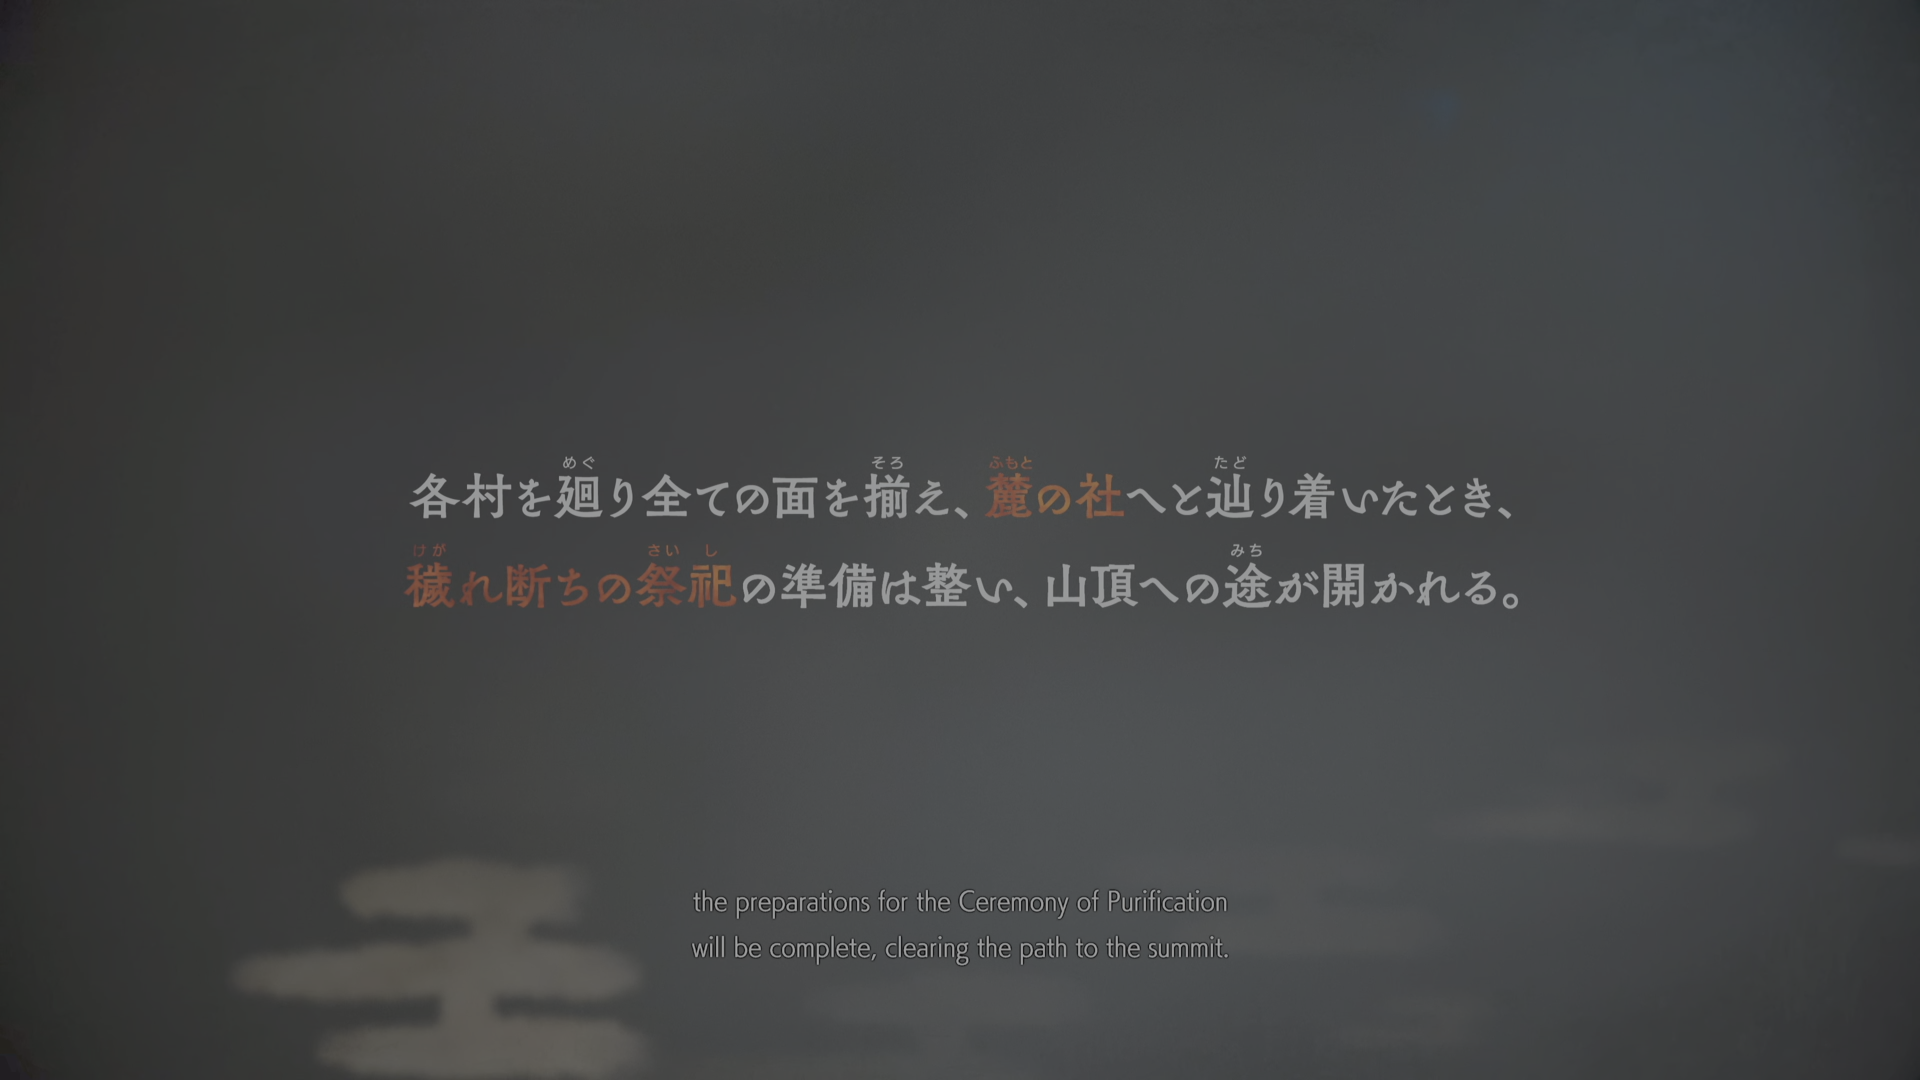 各村を廻り全ての面を揃え、麓の社へと辿り着いたとき、
穢れ断ちの祭祀の準備は整い、山頂への途が開かれる。
the preparations for the Ceremony of Purification
will be complete, clearing the path to the summit.